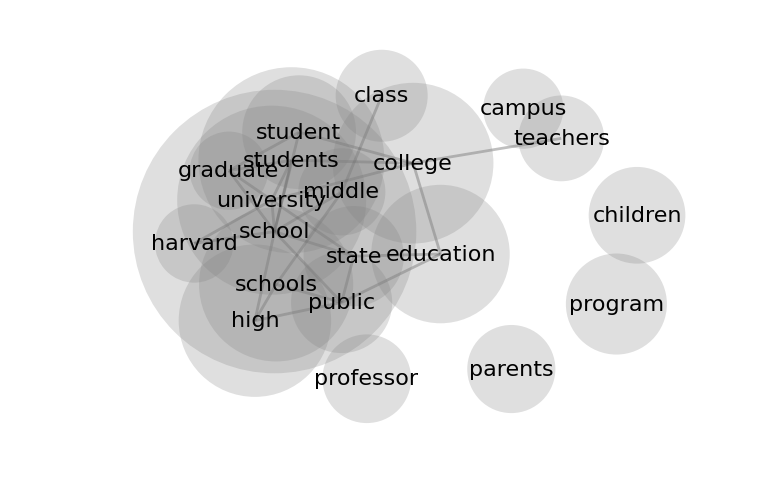 class
campus
student
teachers
students
college
graduate
middle
university
children
school
harvard
state
education
schools
public
program
high
parents
professor